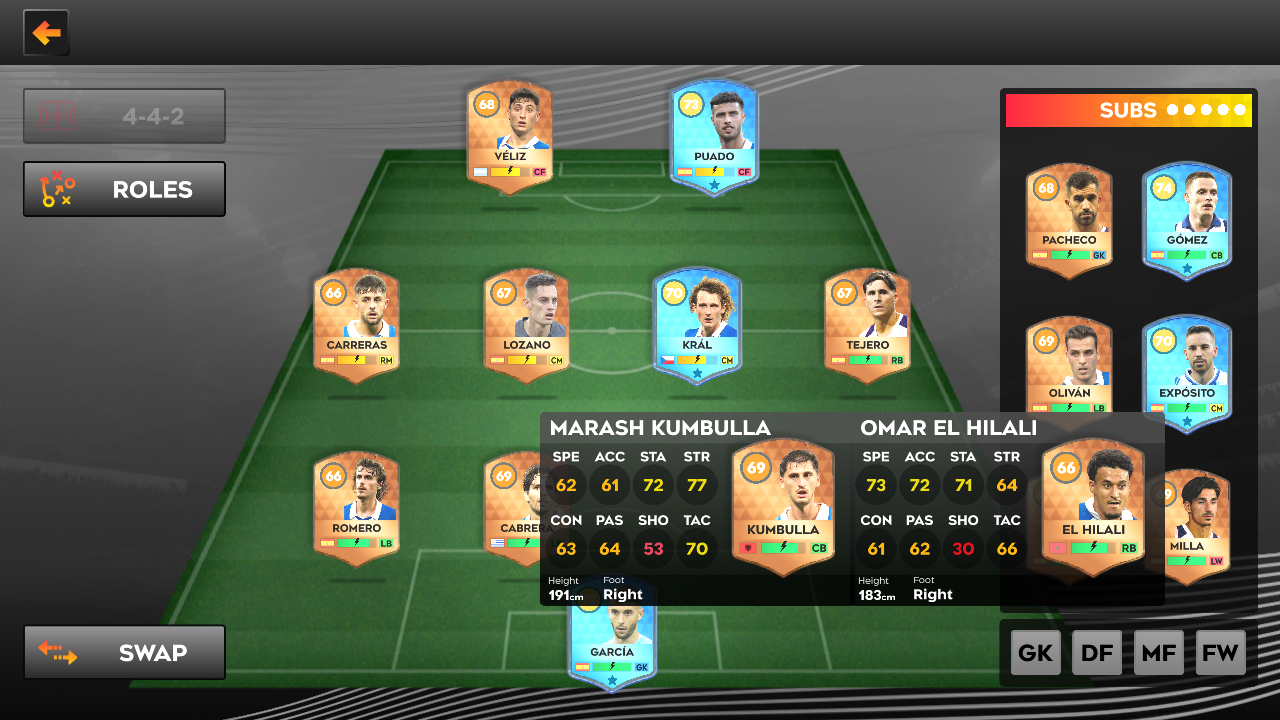 4-4-2
ROLES
SWAP
68
VÉLIZ
CF
73
PUADO
CF
66
CARRERAS
RM
67
LOZANO
CM
70
KRÁL
CM
67
TEJERO
RB
66
ROMERO
LB
69
CABRERA
GARCÍA
GK
MARASH KUMBULLA
SPE ACC STA STR
62 61 72 77
CON PAS SHO TAC
63 64 53 70
Height Foot
191cm Right
69
KUMBULLA
CB
OMAR EL HILALI
SPE ACC STA STR
73 72 71 64
CON PAS SHO TAC
61 62 30 66
Height Foot
183cm Right
66
EL HILALI
RB
SUBS
68
PACHECO
GK
74
GÓMEZ
CB
69
OLIVÁN
LB
70
EXPÓSITO
CM
MILLA
LW
GK DF MF FW